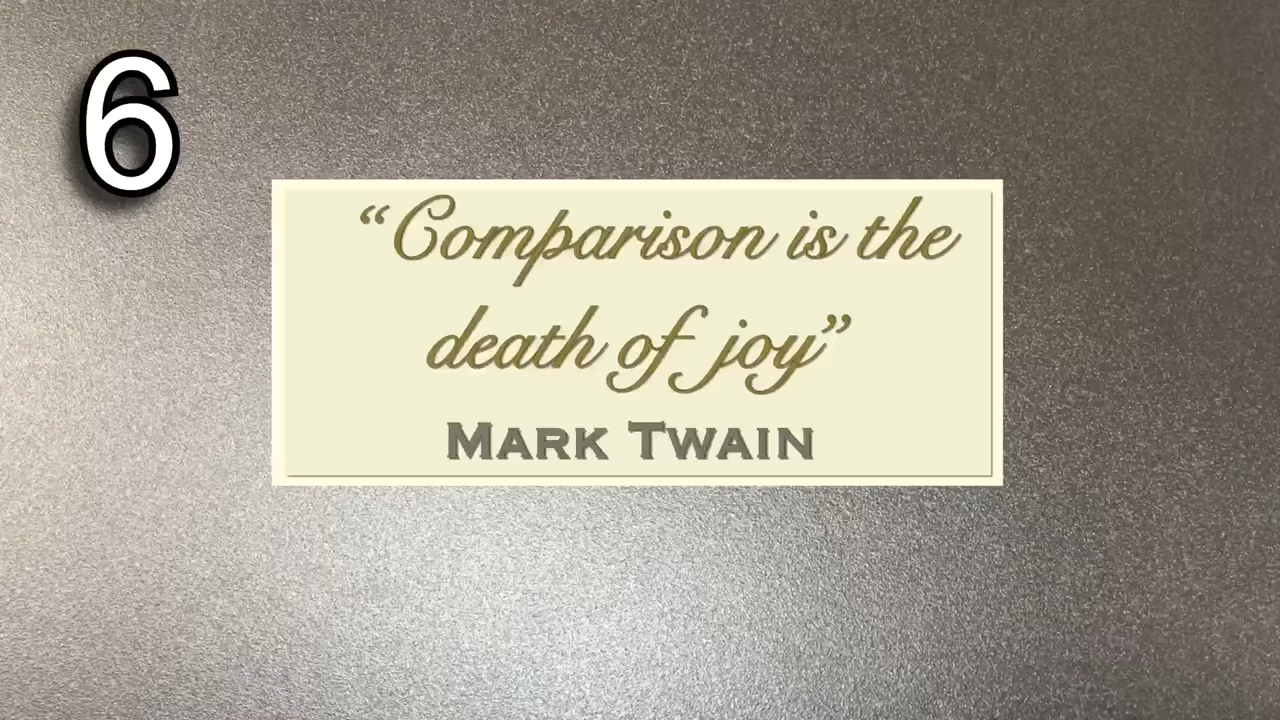 6
“Comparison is the
death of joy”
MARK TWAIN